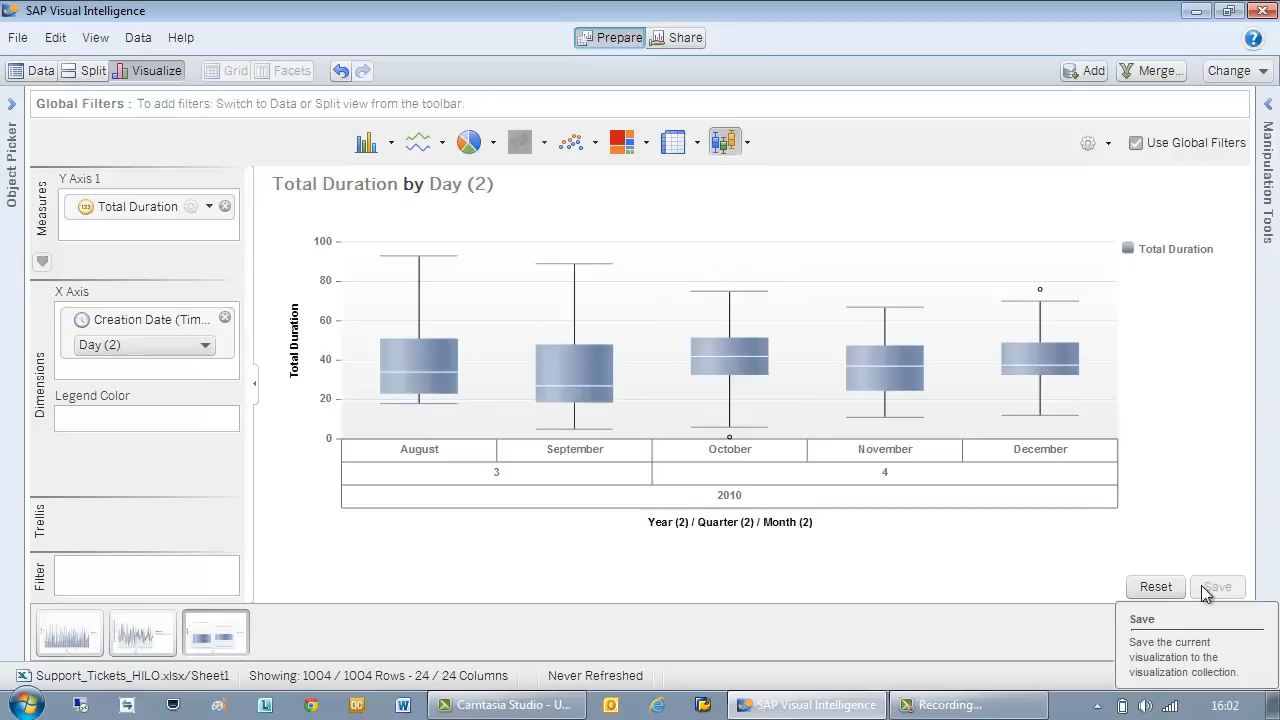 SAP Visual Intelligence
File Edit View Data Help
Prepare Share
Data Split Visualize Grid Facets Add Merge... Change
Global Filters : To add filters: Switch to Data or Split view from the toolbar.
Object Picker
Manipulation Tools
Use Global Filters
Measures
Y Axis 1
123 Total Duration
Dimensions
X Axis
Creation Date (Tim...
Day (2)
Legend Color
Trellis
Filter
Total Duration by Day (2)
Total Duration
100
80
60
40
20
0
Total Duration
August September October November December
3 4
2010
Year (2) / Quarter (2) / Month (2)
Reset Save
Save
Save the current
visualization to the
visualization collection.
Support_Tickets_HILO.xlsx/Sheet1 Showing: 1004 / 1004 Rows - 24 / 24 Columns Never Refreshed
Camtasia Studio - U... SAP Visual Intelligence Recording... 16:02